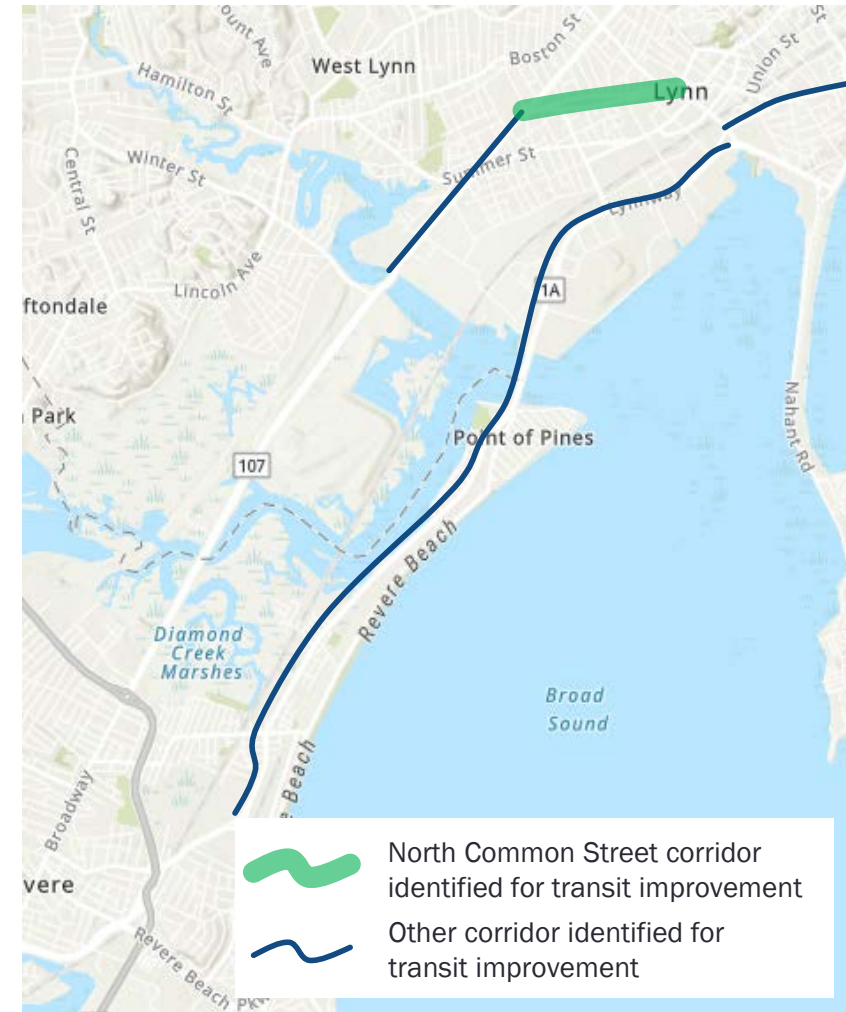 ount Ave
West Lynn
Boston St
Union St
St
Hamilton St
Lynn
Central St
Winter St
Summer St
Lynnway
Lincoln Ave
1A
ftondale
Park
Point of Pines
Nahant Rd
107
Revere Beach
Diamond
Creek
Marshes
Broad
Sound
e Beach
Broadway
vere
Revere Beach Pk
North Common Street corridor
identified for transit improvement
Other corridor identified for
transit improvement